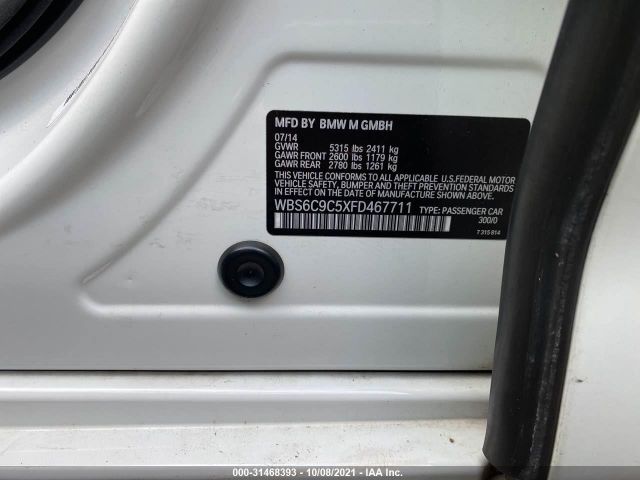 MFD BY BMW M GMBH
07/14
GVWR 5315 lbs 2411 kg
GAWR FRONT 2600 lbs 1179 kg
GAWR REAR 2780 lbs 1261 kg
THIS VEHICLE CONFORMS TO ALL APPLICABLE U.S.FEDERAL MOTOR
VEHICLE SAFETY, BUMPER AND THEFT PREVENTION STANDARDS
IN EFFECT ON THE DATE OF MANUFACTURE SHOWN ABOVE.
WBS6C9C5XFD467711 TYPE: PASSENGER CAR
300/0
7 315 814
000-31468393 - 10/08/2021 - IAA Inc.